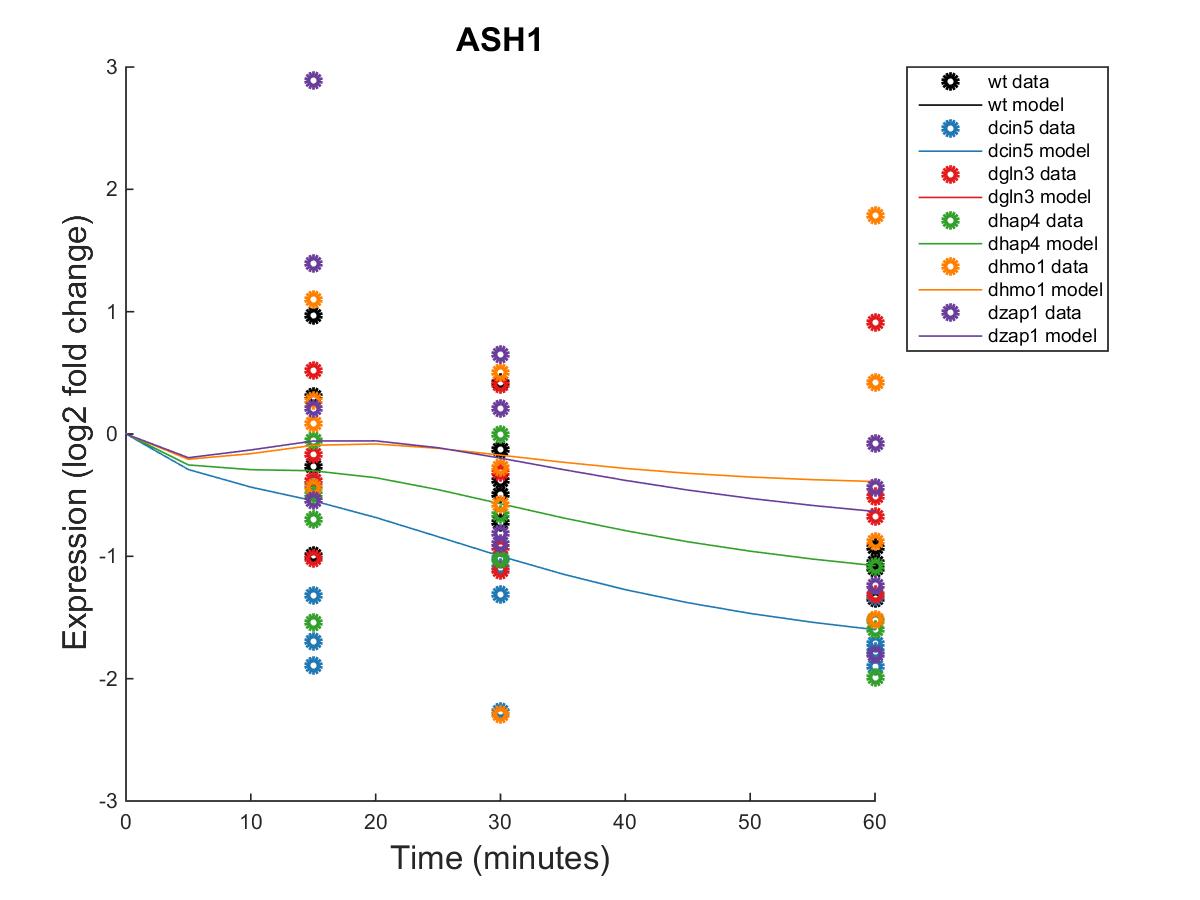 ASH1
3
2
1
0
-1
-2
-3
Expression (log2 fold change)
0 10 20 30 40 50 60
Time (minutes)
wt data
wt model
dcin5 data
dcin5 model
dgln3 data
dgln3 model
dhap4 data
dhap4 model
dhmo1 data
dhmo1 model
dzap1 data
dzap1 model